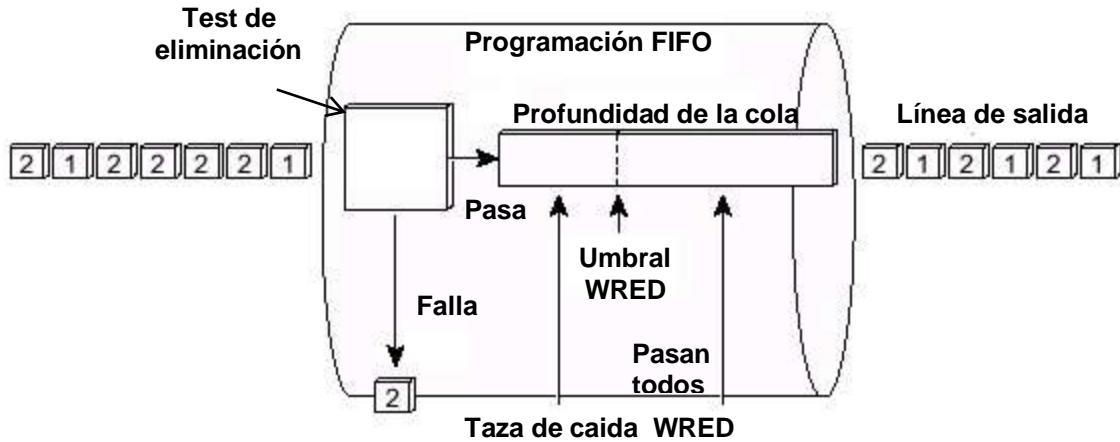 Test de
eliminación
Programación FIFO
Profundidad de la cola
Línea de salida
2 1 2 2 2 2 1
2 1 2 1 2 1
Pasa
Umbral
WRED
Falla
Pasan
todos
2
Taza de caida WRED